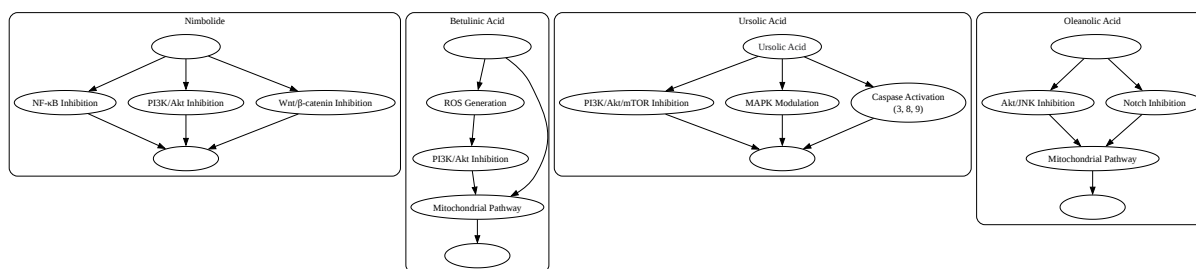 Nimbolide
NF-κB Inhibition
PI3K/Akt Inhibition
Wnt/β-catenin Inhibition
Betulinic Acid
ROS Generation
PI3K/Akt Inhibition
Mitochondrial Pathway
Ursolic Acid
Ursolic Acid
PI3K/Akt/mTOR Inhibition
MAPK Modulation
Caspase Activation
(3, 8, 9)
Oleanolic Acid
Akt/JNK Inhibition
Notch Inhibition
Mitochondrial Pathway